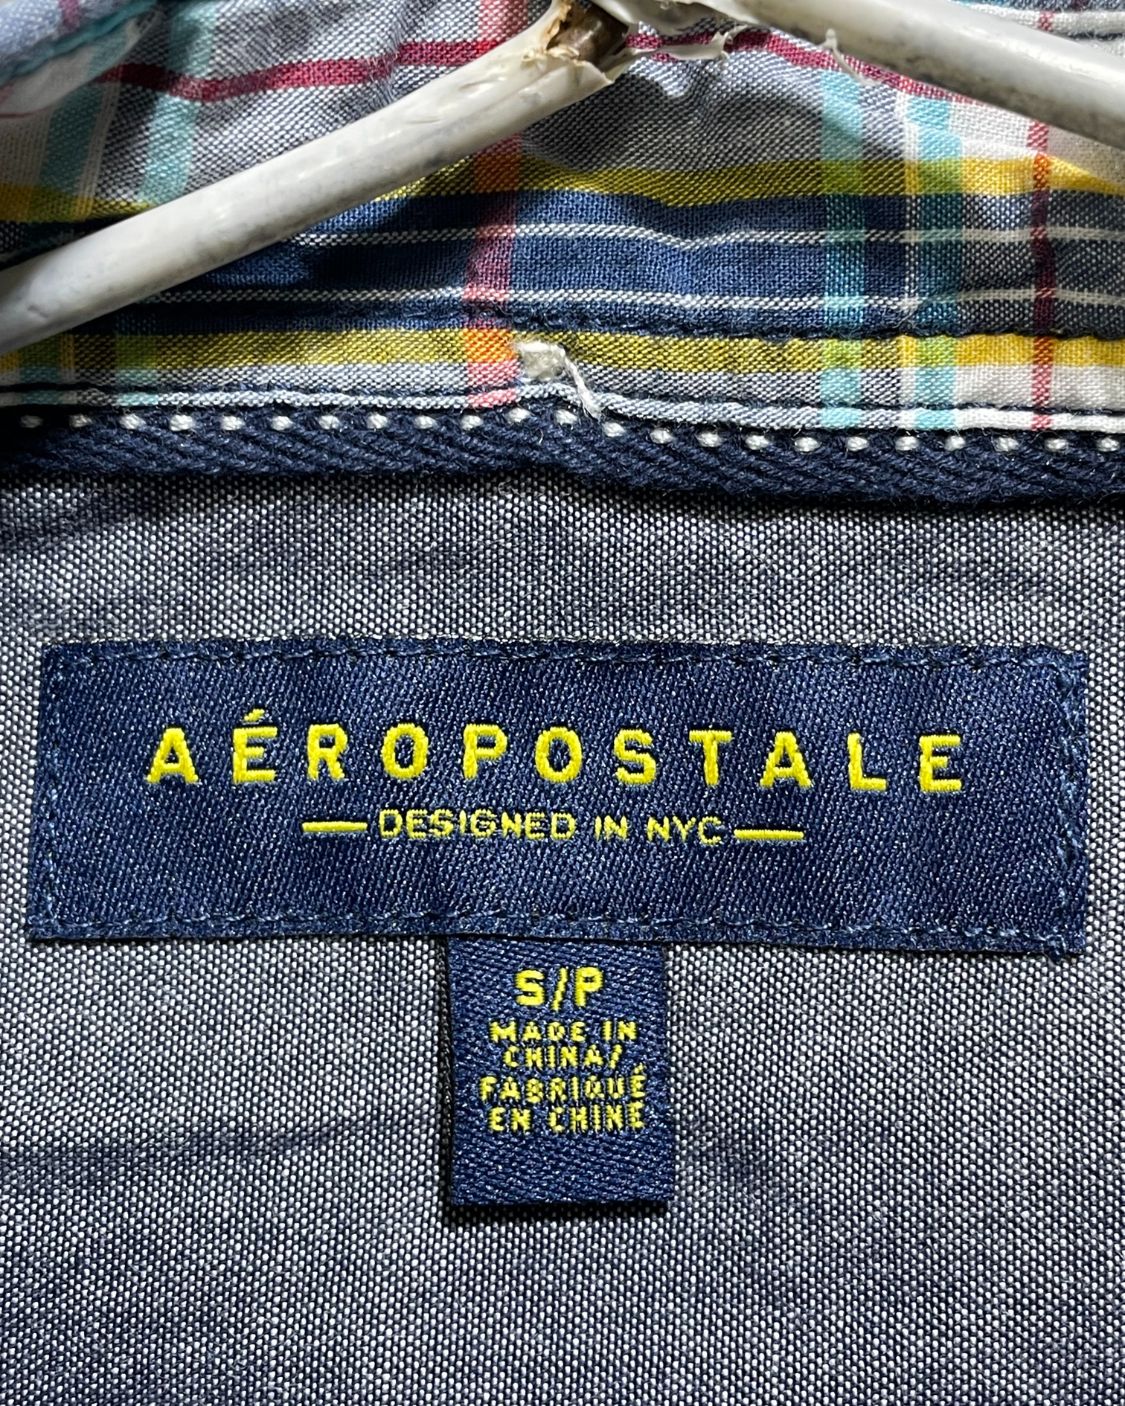 AÉROPOSTALE
DESIGNED IN NYC
S/P
MADE IN
CHINA/
FABRIQUÉ
EN CHINE